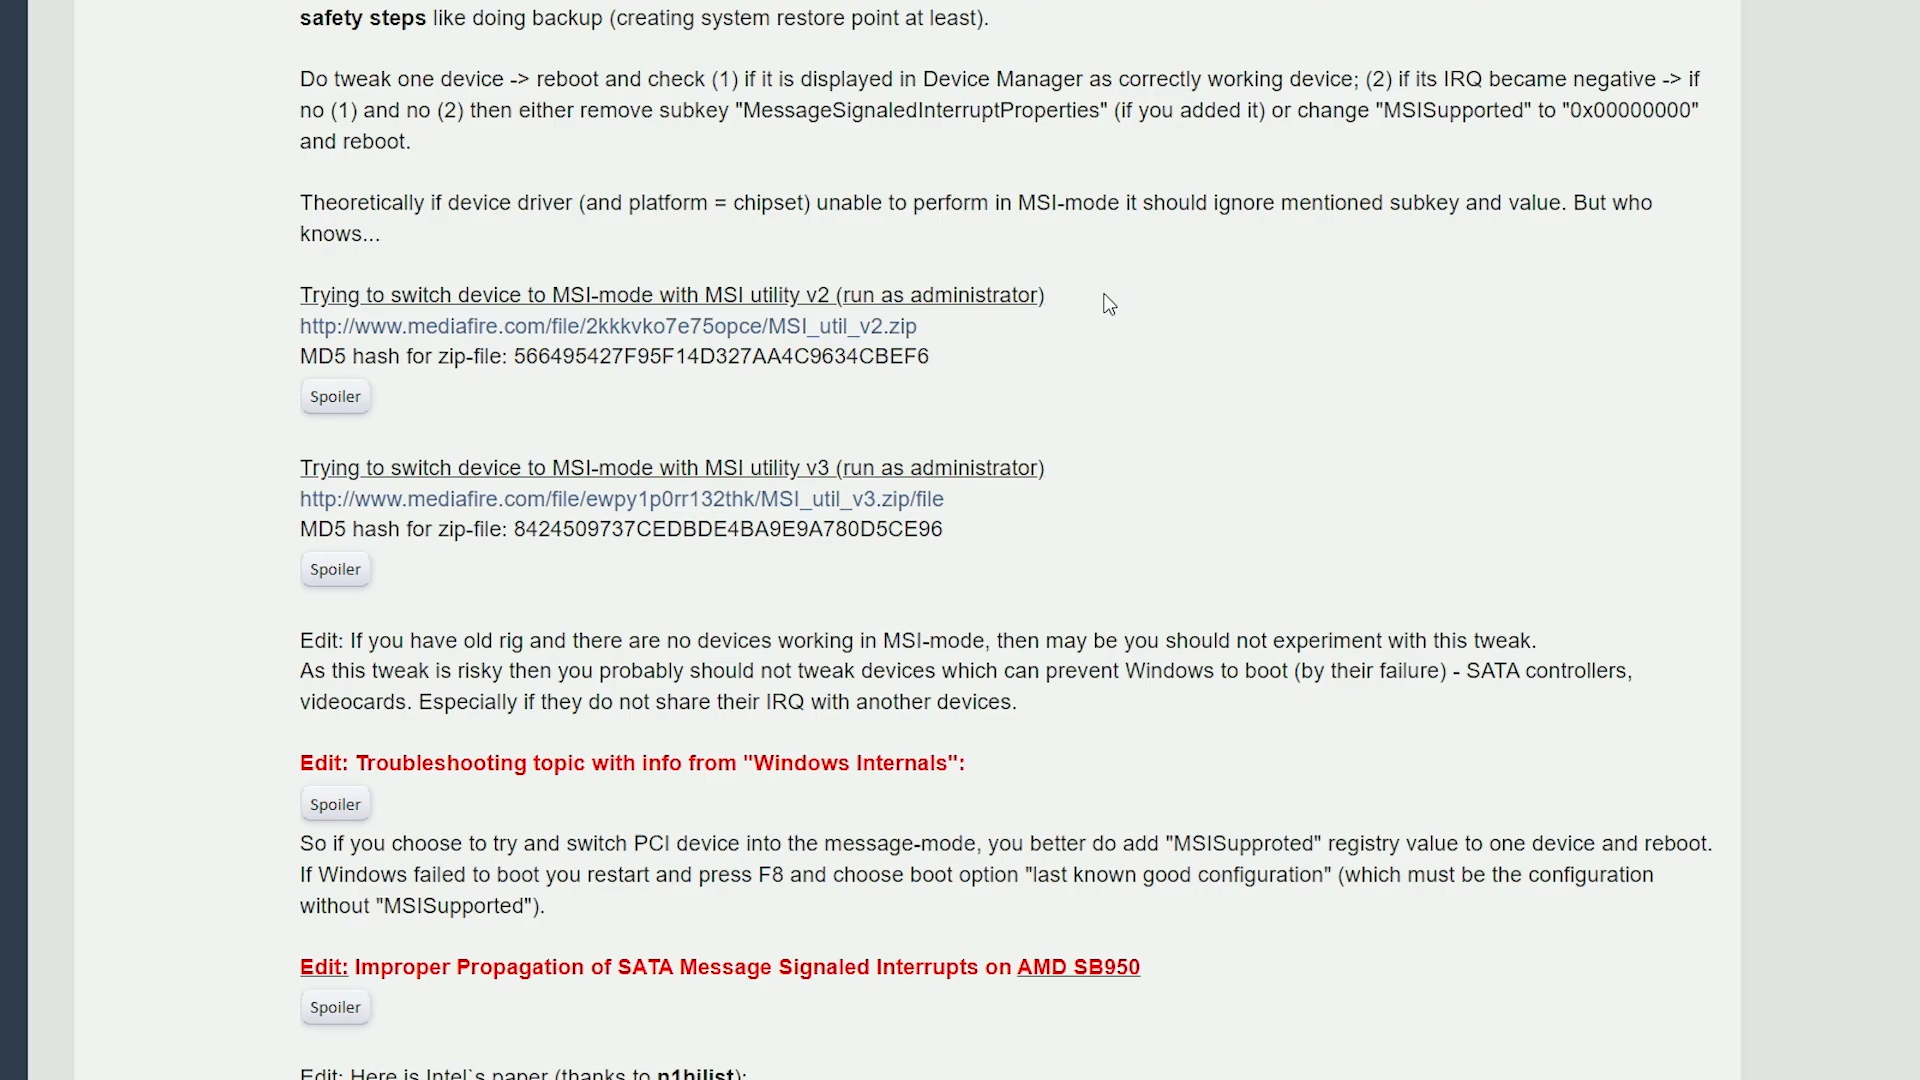 safety steps like doing backup (creating system restore point at least).
Do tweak one device -> reboot and check (1) if it is displayed in Device Manager as correctly working device; (2) if its IRQ became negative -> if
no (1) and no (2) then either remove subkey "MessageSignaledInterruptProperties" (if you added it) or change "MSISupported" to "0x00000000"
and reboot.
Theoretically if device driver (and platform = chipset) unable to perform in MSI-mode it should ignore mentioned subkey and value. But who
knows...
Trying to switch device to MSI-mode with MSI utility v2 (run as administrator)
http://www.mediafire.com/file/2kkkvko7e75opce/MSI_util_v2.zip
MD5 hash for zip-file: 566495427F95F14D327AA4C9634CBEF6
Spoiler
Trying to switch device to MSI-mode with MSI utility v3 (run as administrator)
http://www.mediafire.com/file/ewpy1p0rr132thk/MSI_util_v3.zip/file
MD5 hash for zip-file: 8424509737CEDBDE4BA9E9A780D5CE96
Spoiler
Edit: If you have old rig and there are no devices working in MSI-mode, then may be you should not experiment with this tweak.
As this tweak is risky then you probably should not tweak devices which can prevent Windows to boot (by their failure) - SATA controllers,
videocards. Especially if they do not share their IRQ with another devices.
Edit: Troubleshooting topic with info from "Windows Internals":
Spoiler
So if you choose to try and switch PCI device into the message-mode, you better do add "MSISupproted" registry value to one device and reboot.
If Windows failed to boot you restart and press F8 and choose boot option "last known good configuration" (which must be the configuration
without "MSISupported").
Edit: Improper Propagation of SATA Message Signaled Interrupts on AMD SB950
Spoiler
Edit: Here is Intel`s paper (thanks to n1hilist):